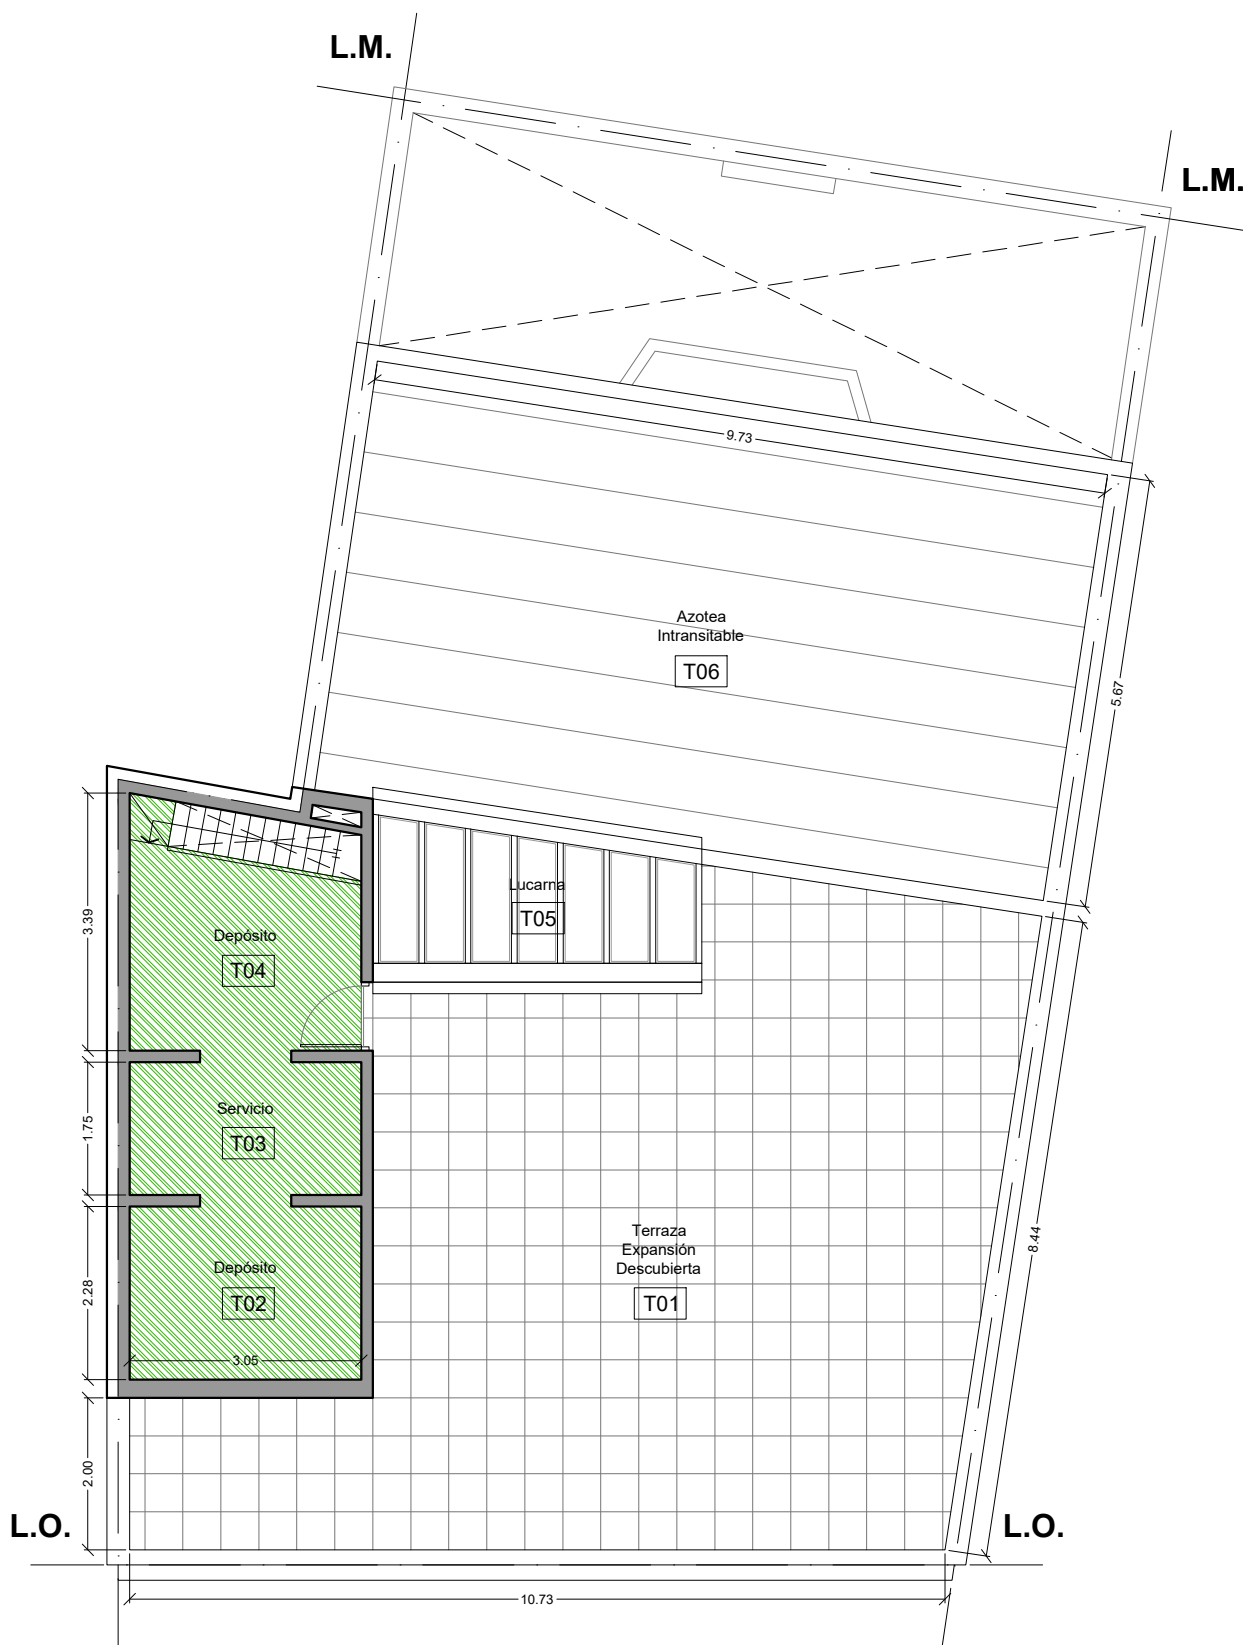 L.M.
L.M.
9.73
Azotea
Intransitable
T06
5.67
Lucarna
T05
3.39
Depósito
T04
1.75
Servicio
T03
Terraza
Expansión
Descubierta
T01
8.44
2.28
Depósito
T02
3.05
2.00
L.O.
L.O.
10.73